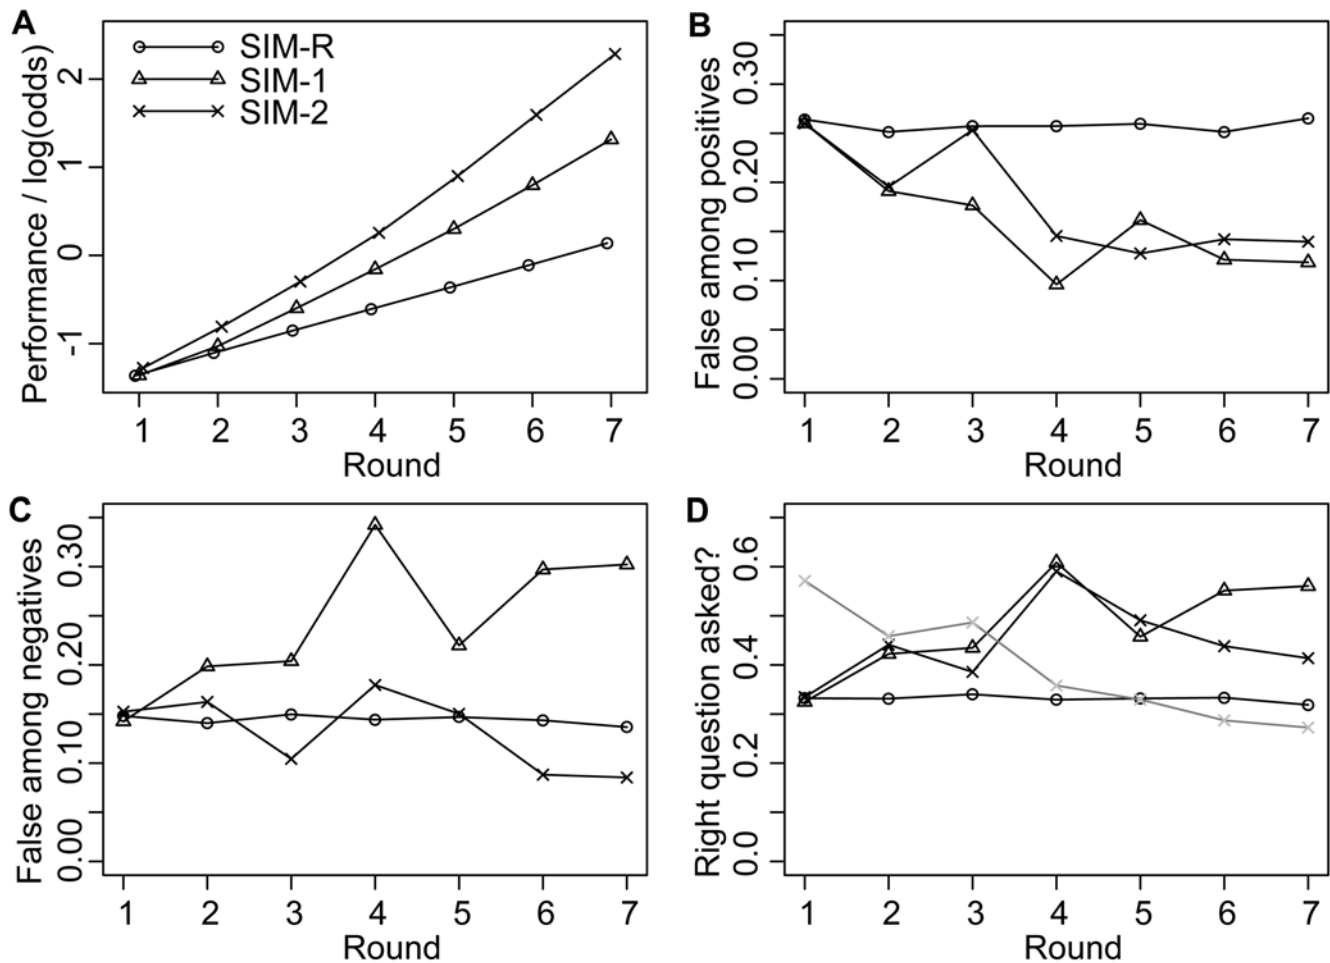 A
SIM-R
SIM-1
SIM-2
Performance / log(odds)
2
1
0
-1
1 2 3 4 5 6 7
Round
B
False among positives
0.30
0.20
0.10
0.00
1 2 3 4 5 6 7
Round
C
False among negatives
0.30
0.20
0.10
0.00
1 2 3 4 5 6 7
Round
D
Right question asked?
0.6
0.4
0.2
0.0
1 2 3 4 5 6 7
Round